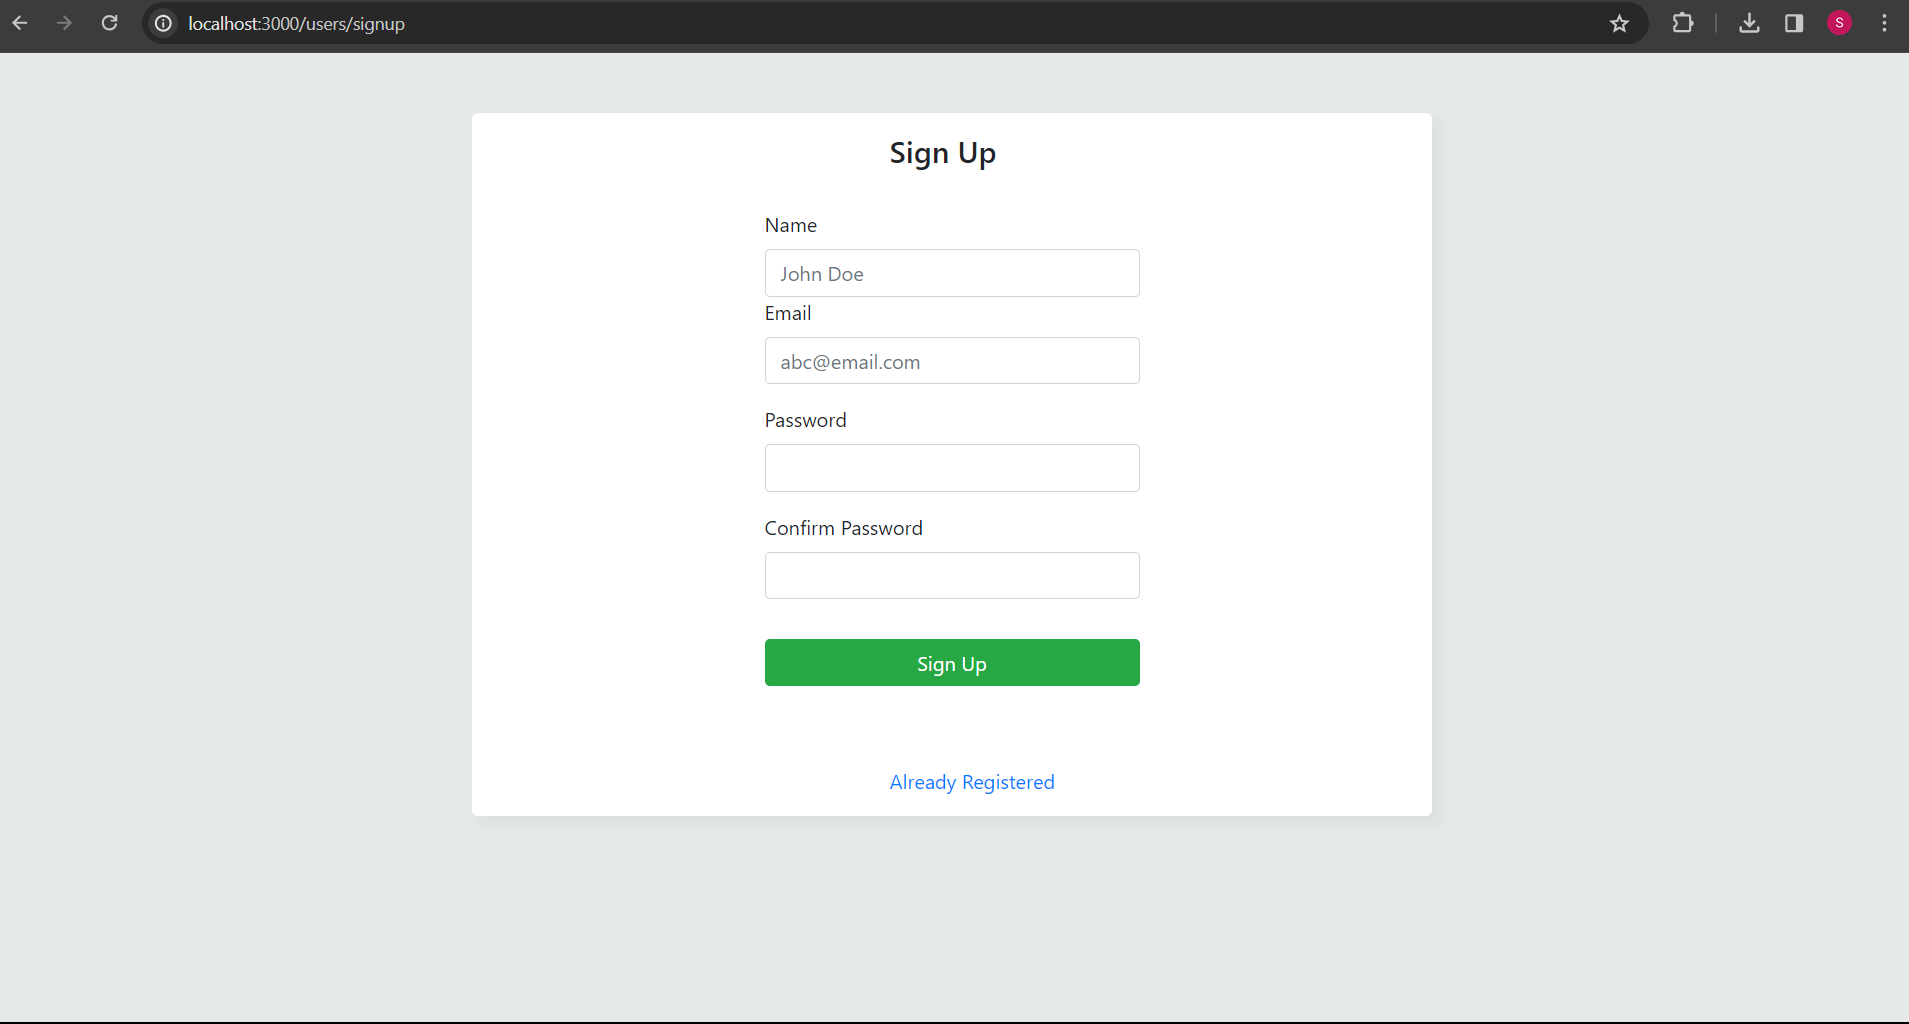 localhost:3000/users/signup
S
Sign Up
Name
John Doe
Email
abc@email.com
Password
Confirm Password
Sign Up
Already Registered